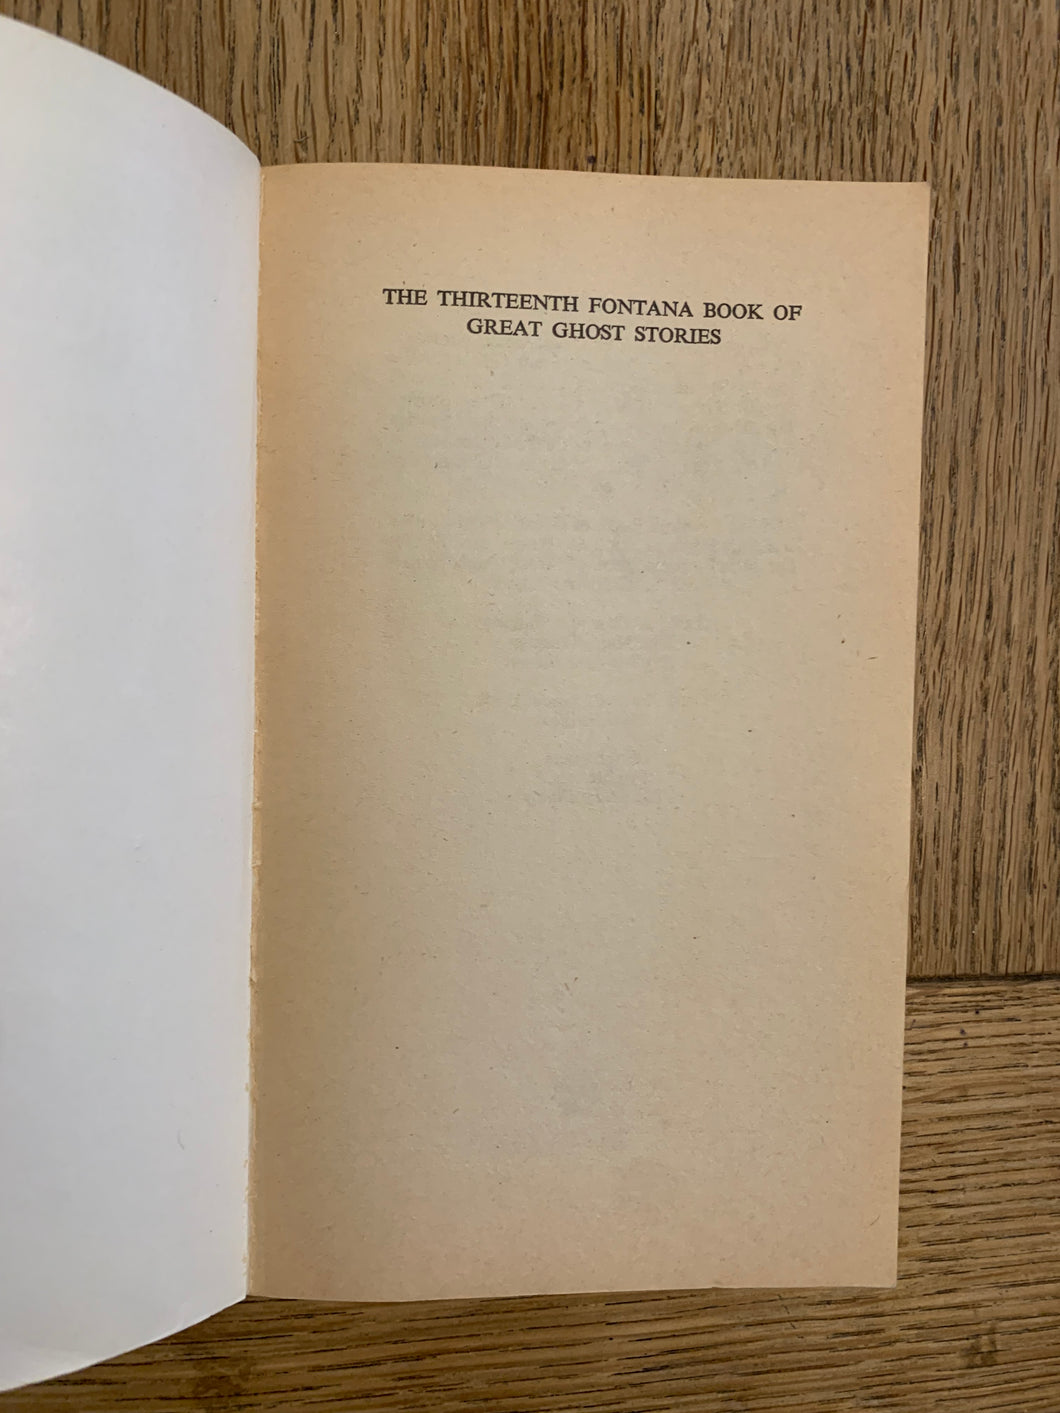 THE THIRTEENTH FONTANA BOOK OF
GREAT GHOST STORIES